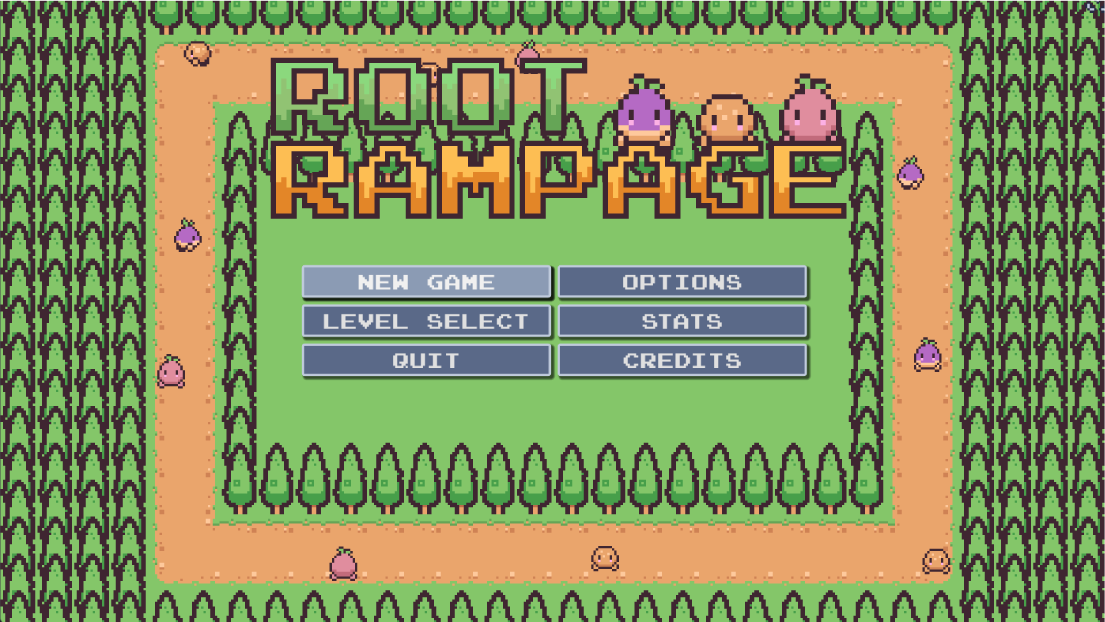 ROOT
RAMPAGE
NEW GAME
OPTIONS
LEVEL SELECT
STATS
QUIT
CREDITS